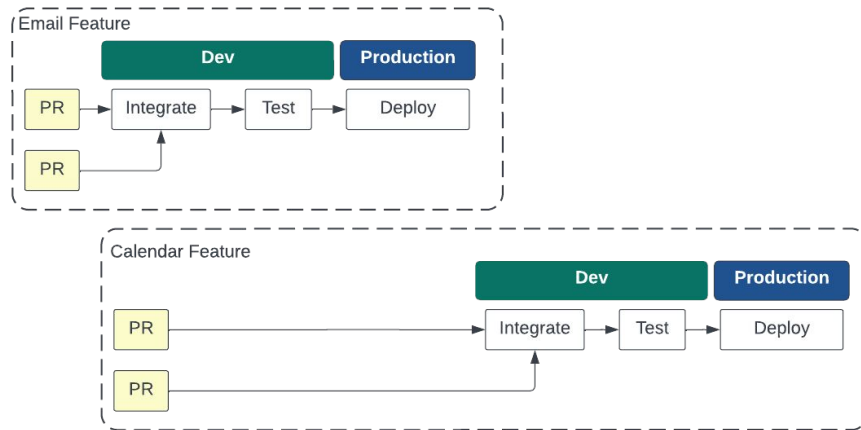 Email Feature
Dev
Production
PR
Integrate
Test
Deploy
PR
Calendar Feature
Dev
Production
PR
Integrate
Test
Deploy
PR